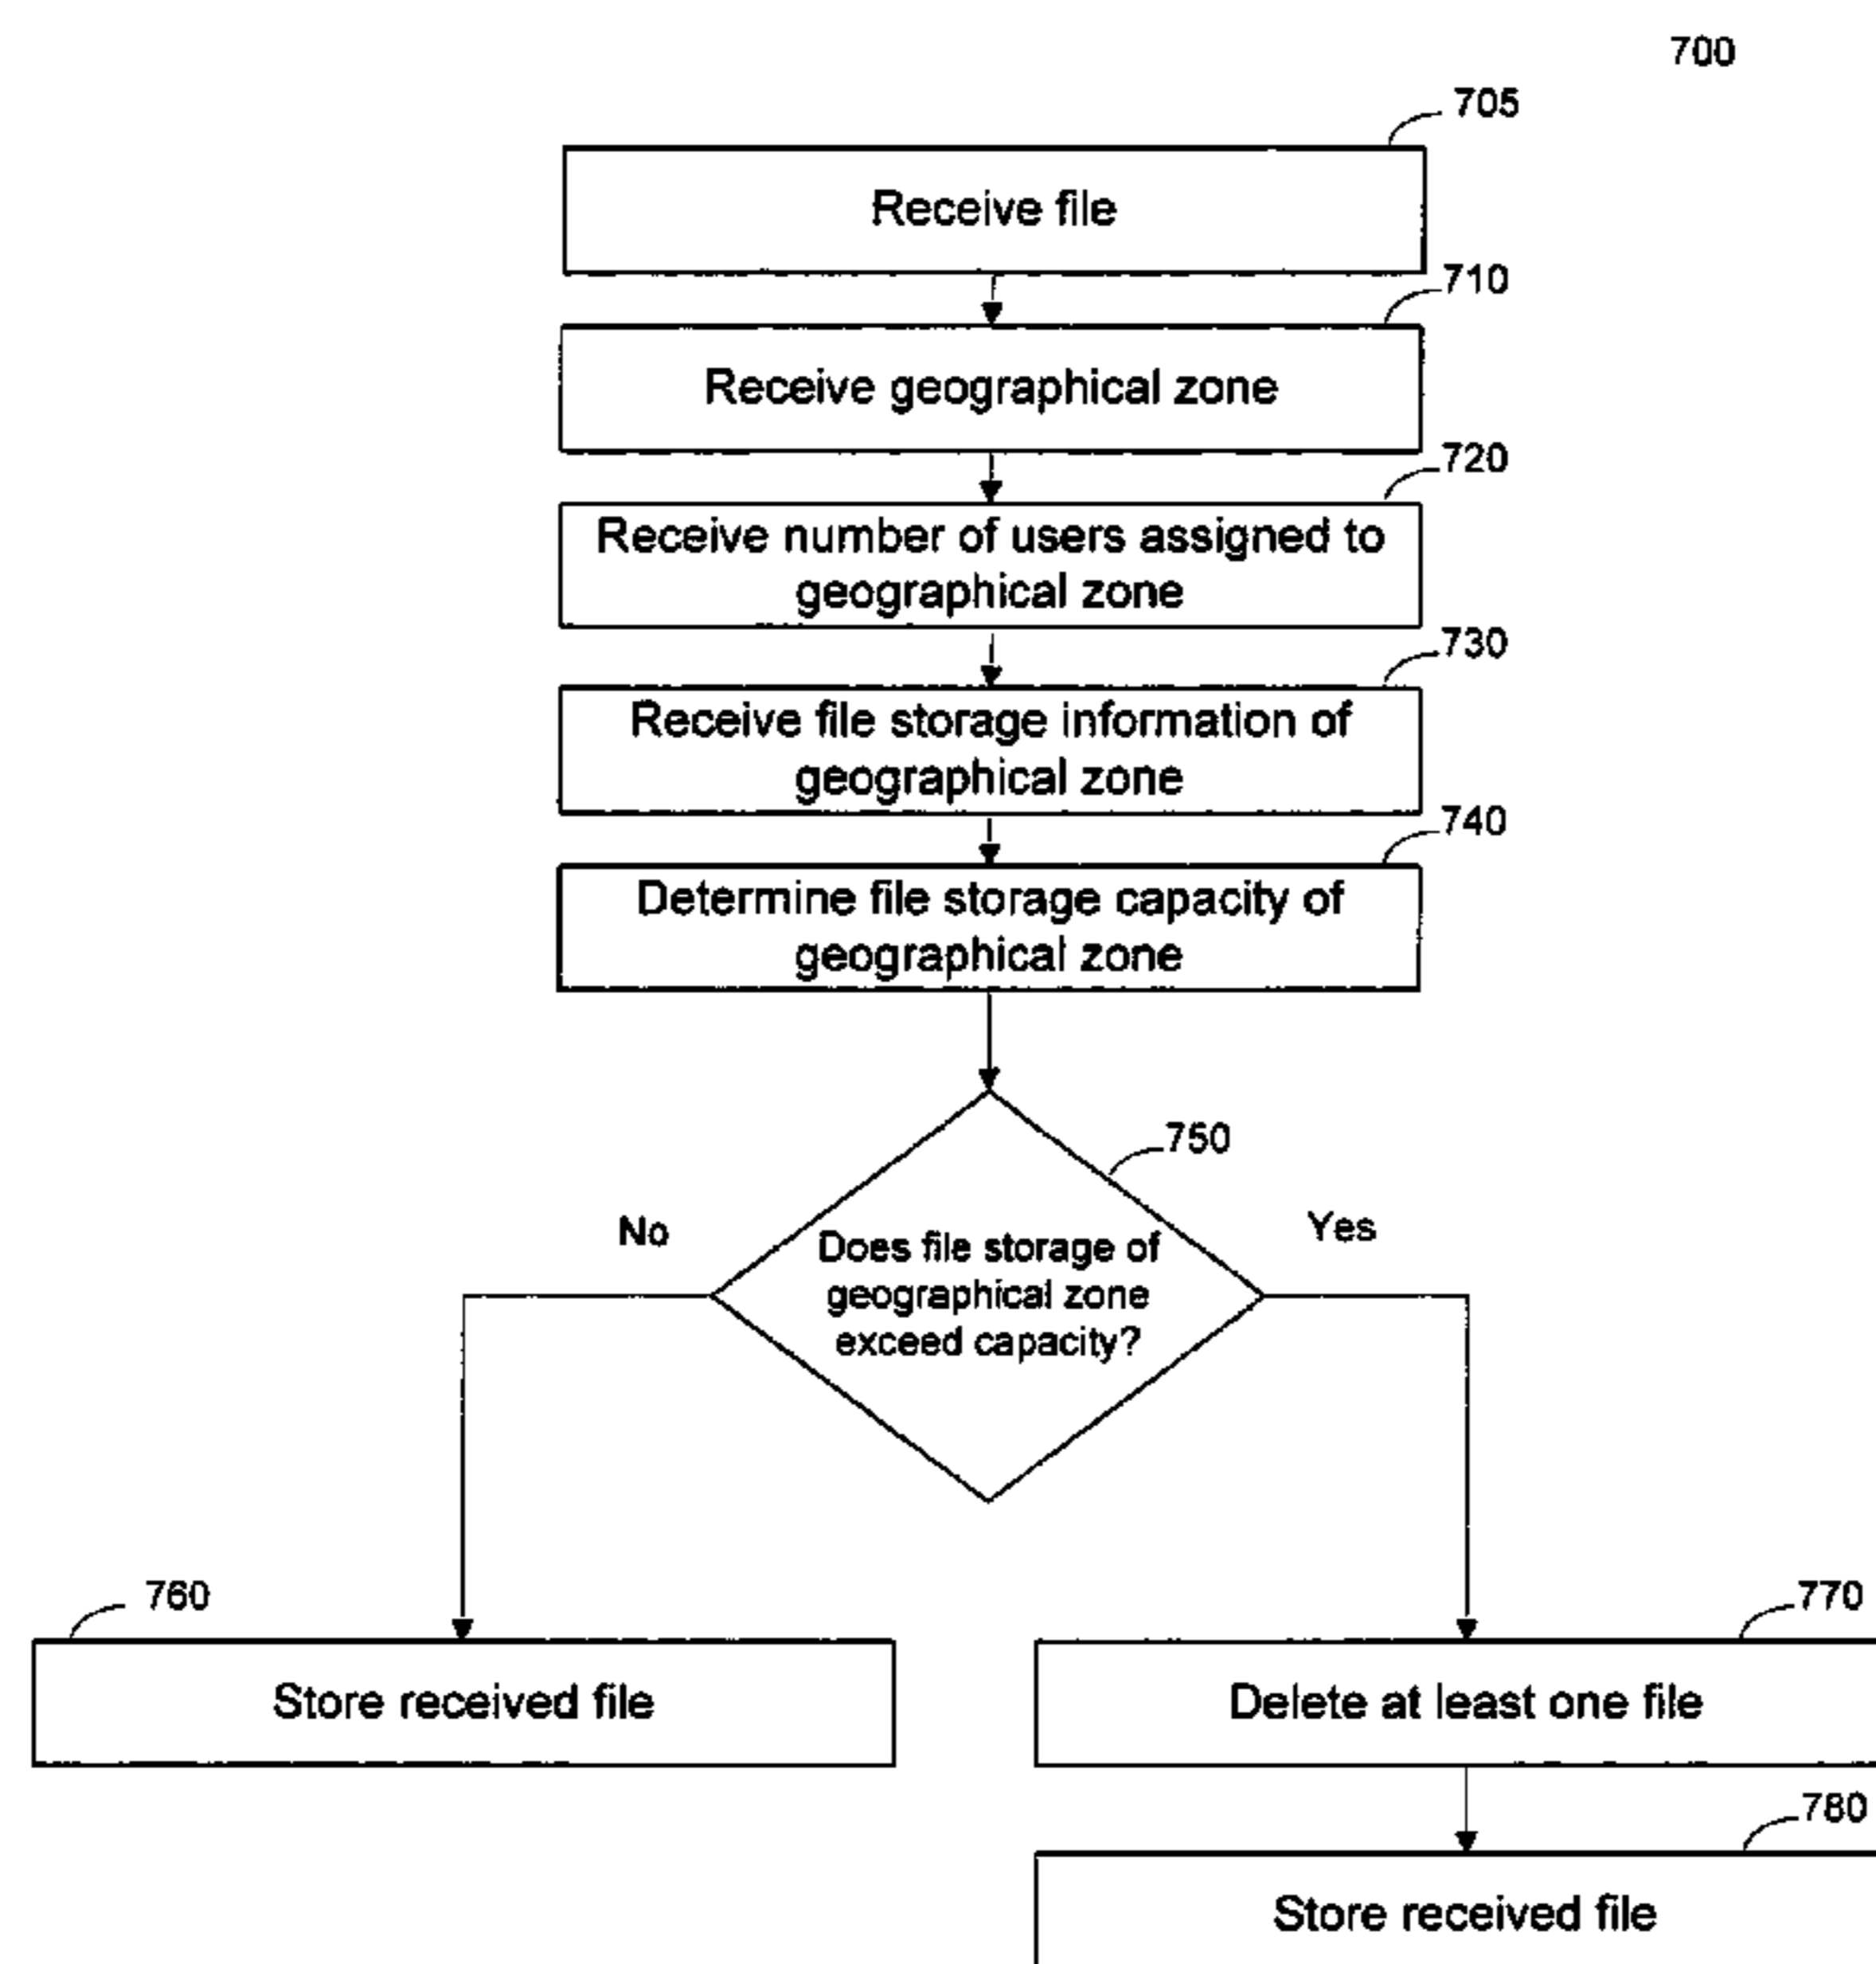 700
705
Receive file
710
Receive geographical zone
720
Receive number of users assigned to
geographical zone
730
Receive file storage information of
geographical zone
740
Determine file storage capacity of
geographical zone
750
No
Yes
Does file storage of
geographical zone
exceed capacity?
760
770
Store received file
Delete at least one file
780
Store received file